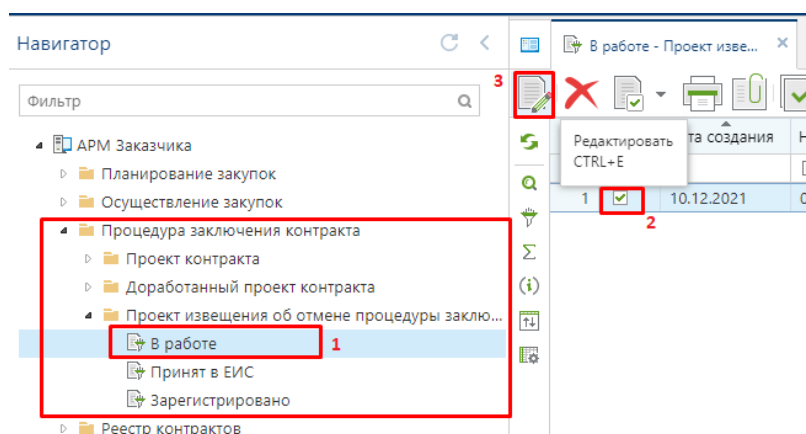 Навигатор
В работе - Проект изве...
3
Фильтр
АРМ Заказчика
Планирование закупок
Осуществление закупок
Процедура заключения контракта
Проект контракта
Доработанный проект контракта
Проект извещения об отмене процедуры заклю...
В работе
1
Принят в ЕИС
Зарегистрировано
Реестр контрактов
Редактировать
CTRL+E
та создания
Н
1
10.12.2021
0
2